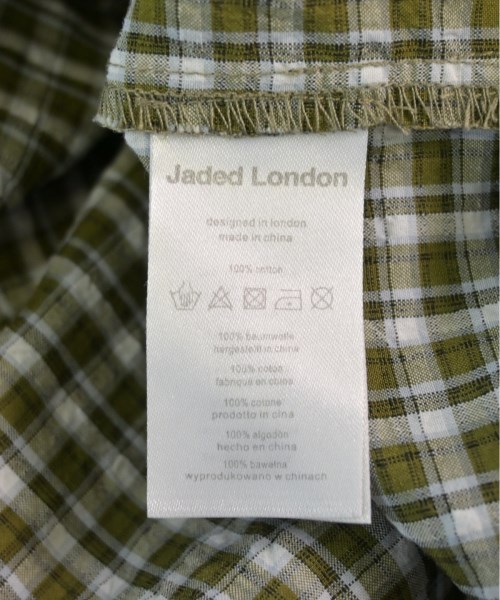 Jaded London
designed in london
made in china
100% cotton
100% baumwolle
hergestellt in china
100% coton
fabrique en chine
100% cotone
prodotto in cina
100% algodón
hecho en china
100% bawełna
wyprodukowano w chinach